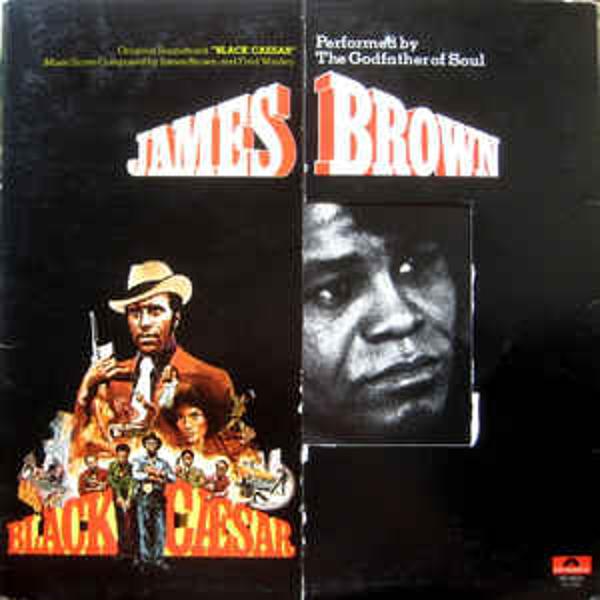 Original Soundtrack "BLACK CAESAR"
Music Score Composed by James Brown and Fred Wesley
Performed by
The Godfather of Soul
JAMES BROWN
BLACK CÆSAR